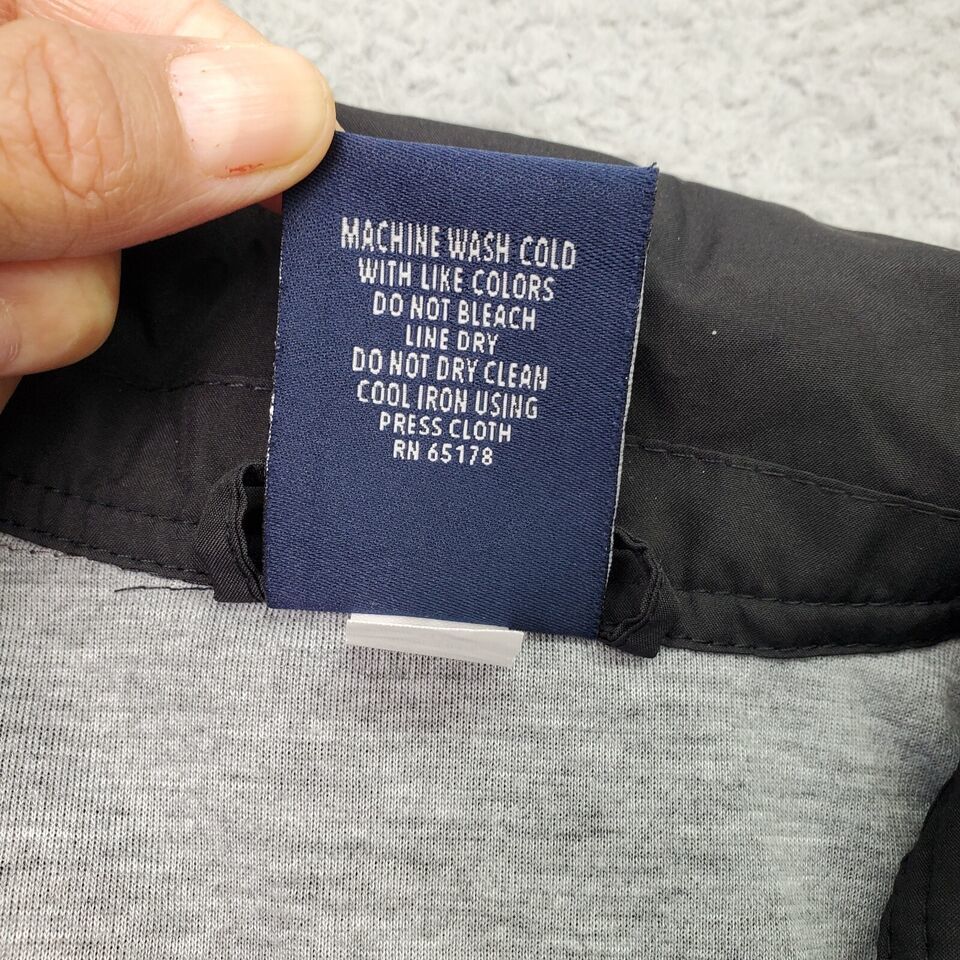 MACHINE WASH COLD
WITH LIKE COLORS
DO NOT BLEACH
LINE DRY
DO NOT DRY CLEAN
COOL IRON USING
PRESS CLOTH
RN 65178